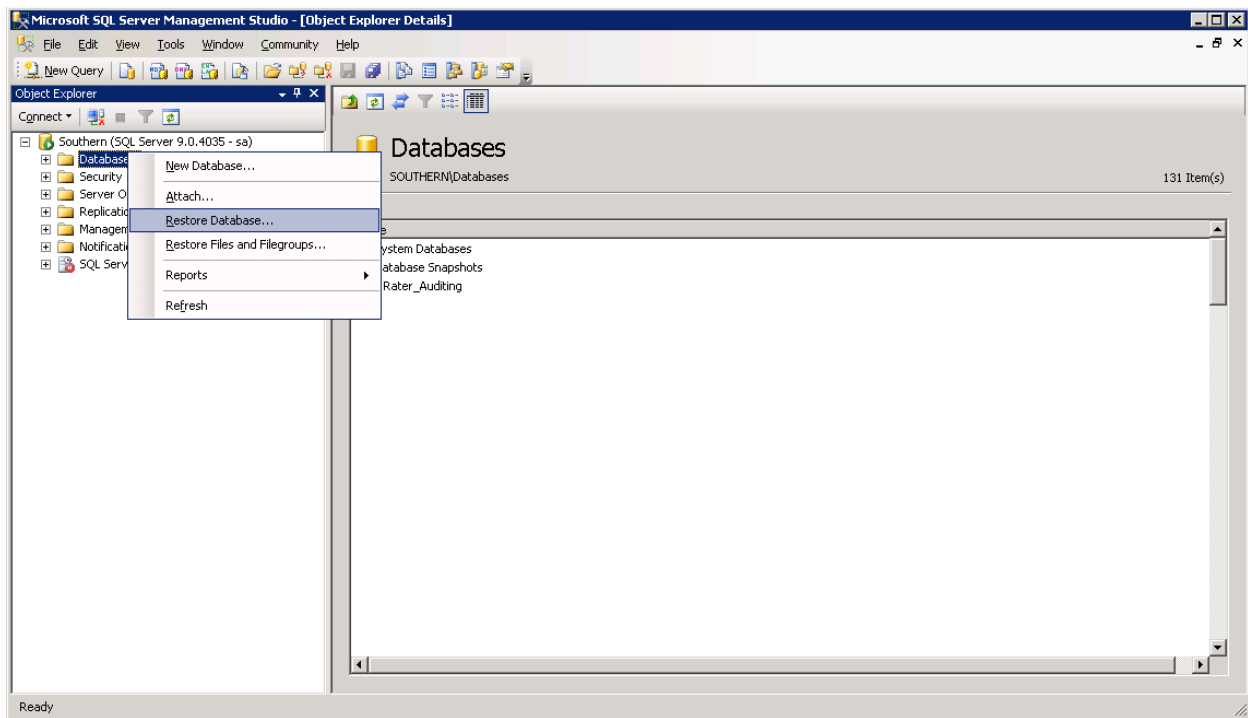 Microsoft SQL Server Management Studio - [Object Explorer Details]
File Edit View Tools Window Community Help
New Query
Object Explorer
Connect
Southern (SQL Server 9.0.4035 - sa)
Database
Security
Server O
Replicatio
Managem
Notificati
SQL Serv
New Database...
Attach...
Restore Database...
Restore Files and Filegroups...
Reports
Refresh
Databases
SOUTHERN\Databases 131 Item(s)
ystem Databases
atabase Snapshots
Rater_Auditing
Ready